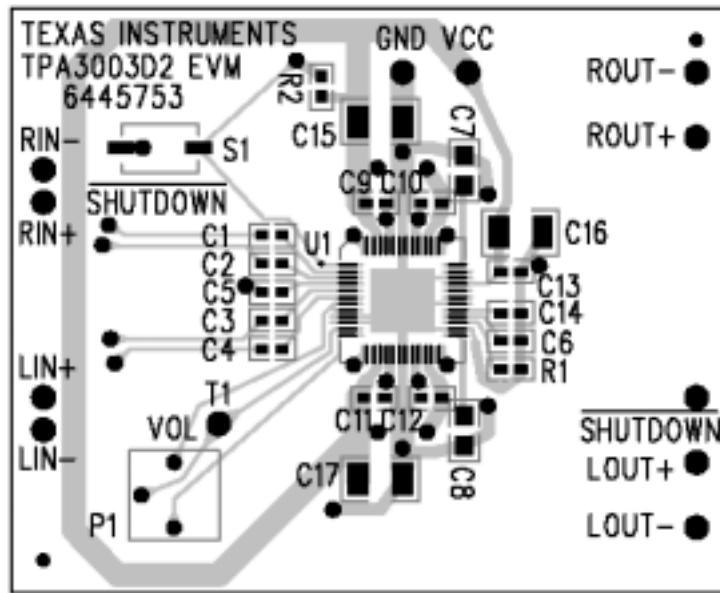 TEXAS INSTRUMENTS
TPA3003D2 EVM
6445753
GND VCC
ROUT-
R2
C15
C7
ROUT+
RIN-
S1
SHUTDOWN
C9
C10
RIN+
C1
U1
C16
C2
C13
C5
C14
C3
C6
C4
R1
LIN+
T1
VOL
C11
C12
SHUTDOWN
LIN-
C17
C8
LOUT+
P1
LOUT-